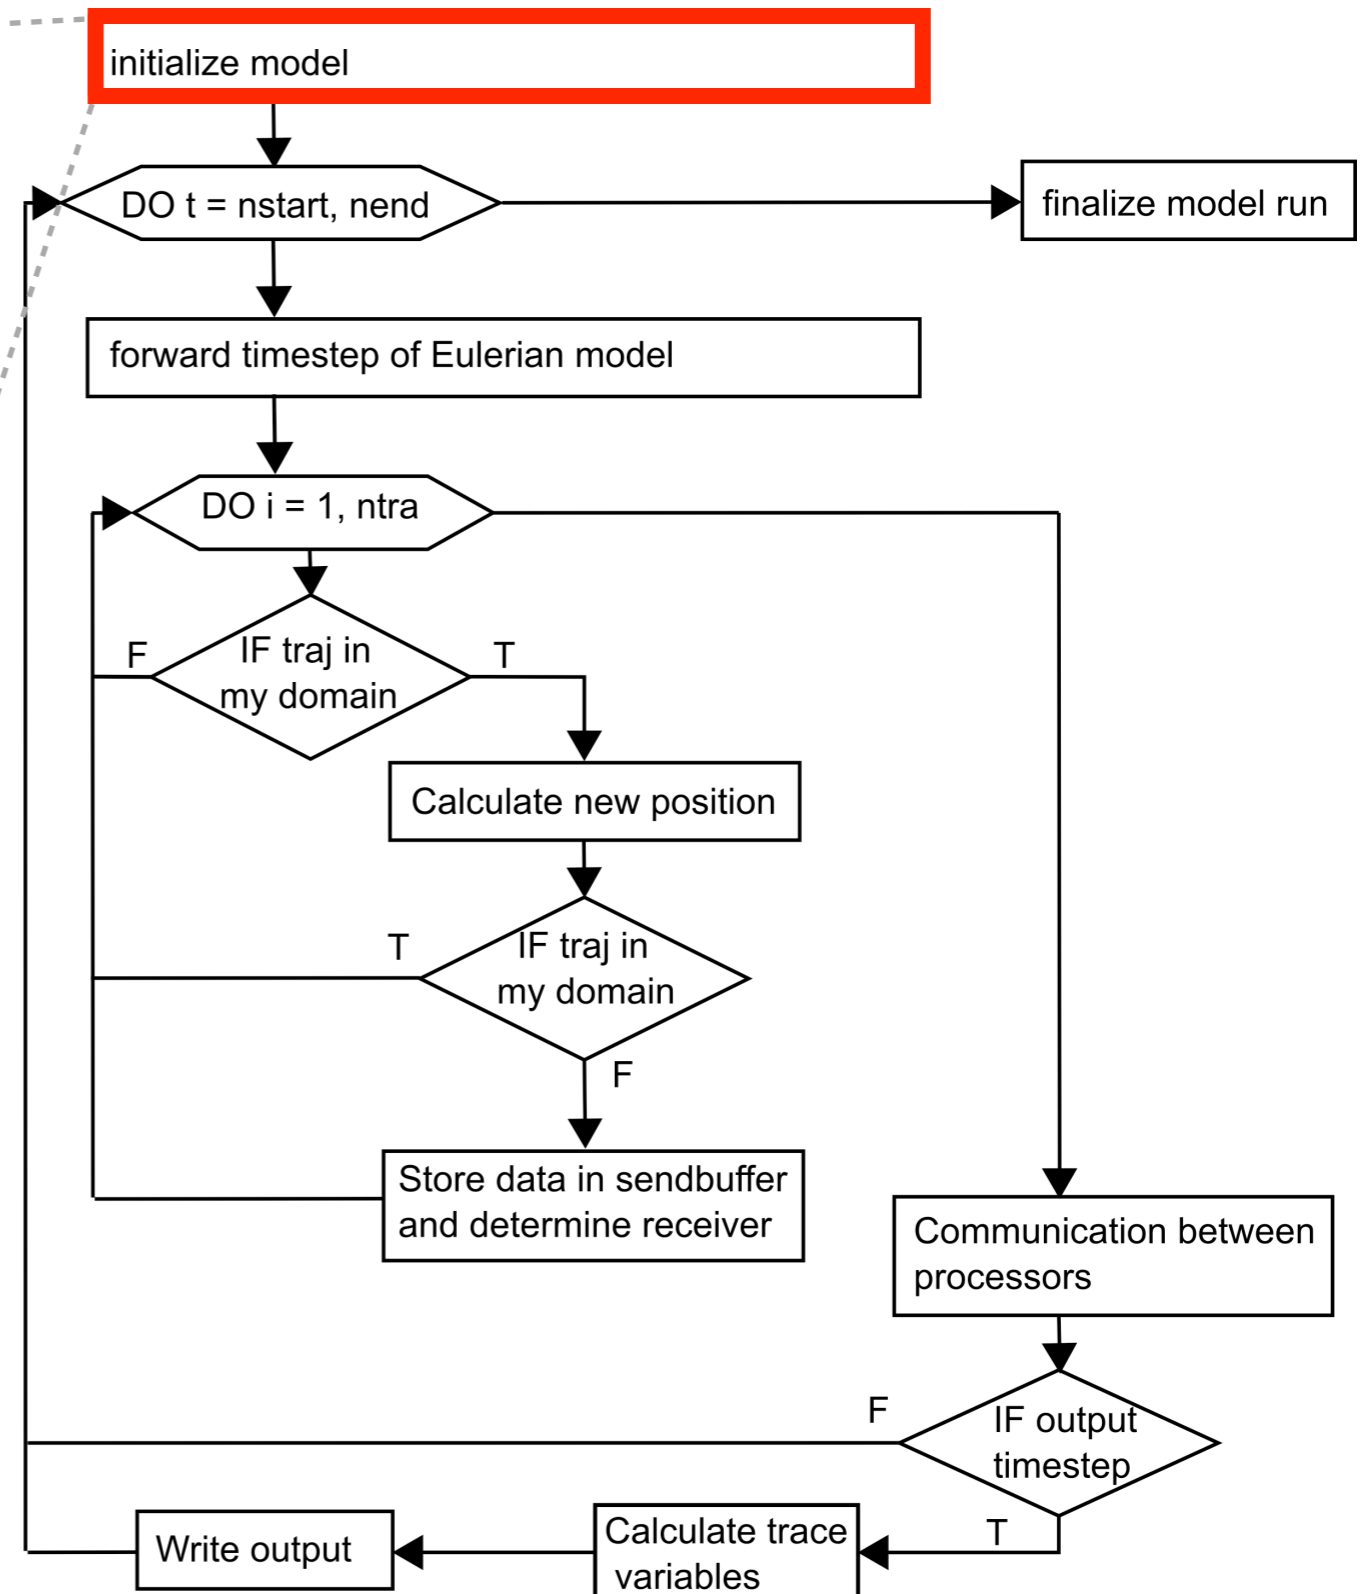 initialize model
DO t = nstart, nend
finalize model run
forward timestep of Eulerian model
DO i = 1, ntra
IF traj in
my domain
F
T
Calculate new position
IF traj in
my domain
T
F
Store data in sendbuffer
and determine receiver
Communication between
processors
IF output
timestep
F
T
Calculate trace
variables
Write output